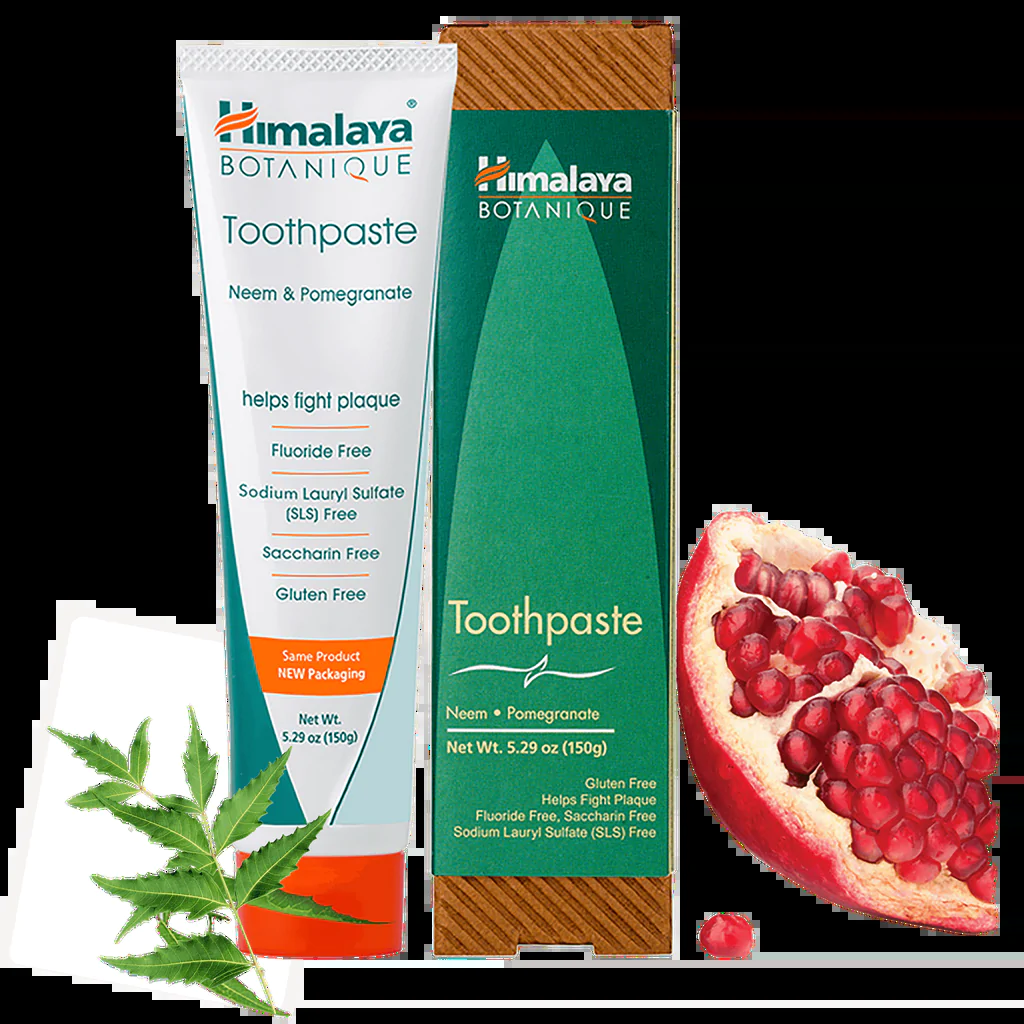 Himalaya®
BOTANIQUE
Toothpaste
Neem & Pomegranate
helps fight plaque
Fluoride Free
Sodium Lauryl Sulfate
(SLS) Free
Saccharin Free
Gluten Free
Same Product
NEW Packaging
Net Wt.
5.29 oz (150g)
Himalaya
BOTANIQUE
Toothpaste
Neem • Pomegranate
Net Wt. 5.29 oz (150g)
Gluten Free
Helps Fight Plaque
Fluoride Free, Saccharin Free
Sodium Lauryl Sulfate (SLS) Free